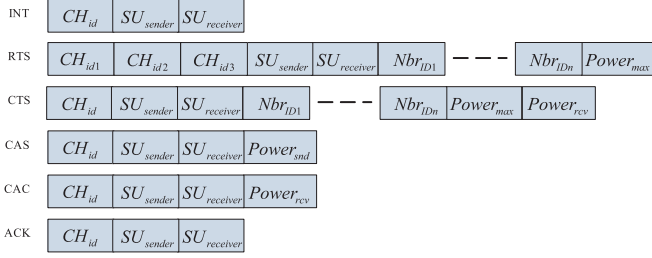 INT CH_id SU_sender SU_receiver
RTS CH_id1 CH_id2 CH_id3 SU_sender SU_receiver Nbr_ID1 Nbr_IDn Power_max
CTS CH_id SU_sender SU_receiver Nbr_ID1 Nbr_IDn Power_max Power_rcv
CAS CH_id SU_sender SU_receiver Power_snd
CAC CH_id SU_sender SU_receiver Power_rcv
ACK CH_id SU_sender SU_receiver